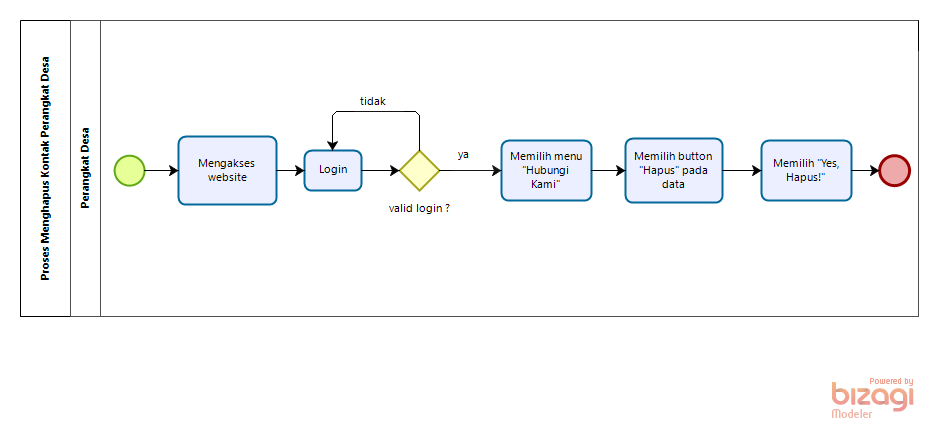 Proses Menghapus Kontak Perangkat Desa
Perangkat Desa
Mengakses
website
Login
tidak
valid login ?
ya
Memilih menu
"Hubungi
Kami"
Memilih button
"Hapus" pada
data
Memilih "Yes,
Hapus!"
Powered by
bizagi
Modeler